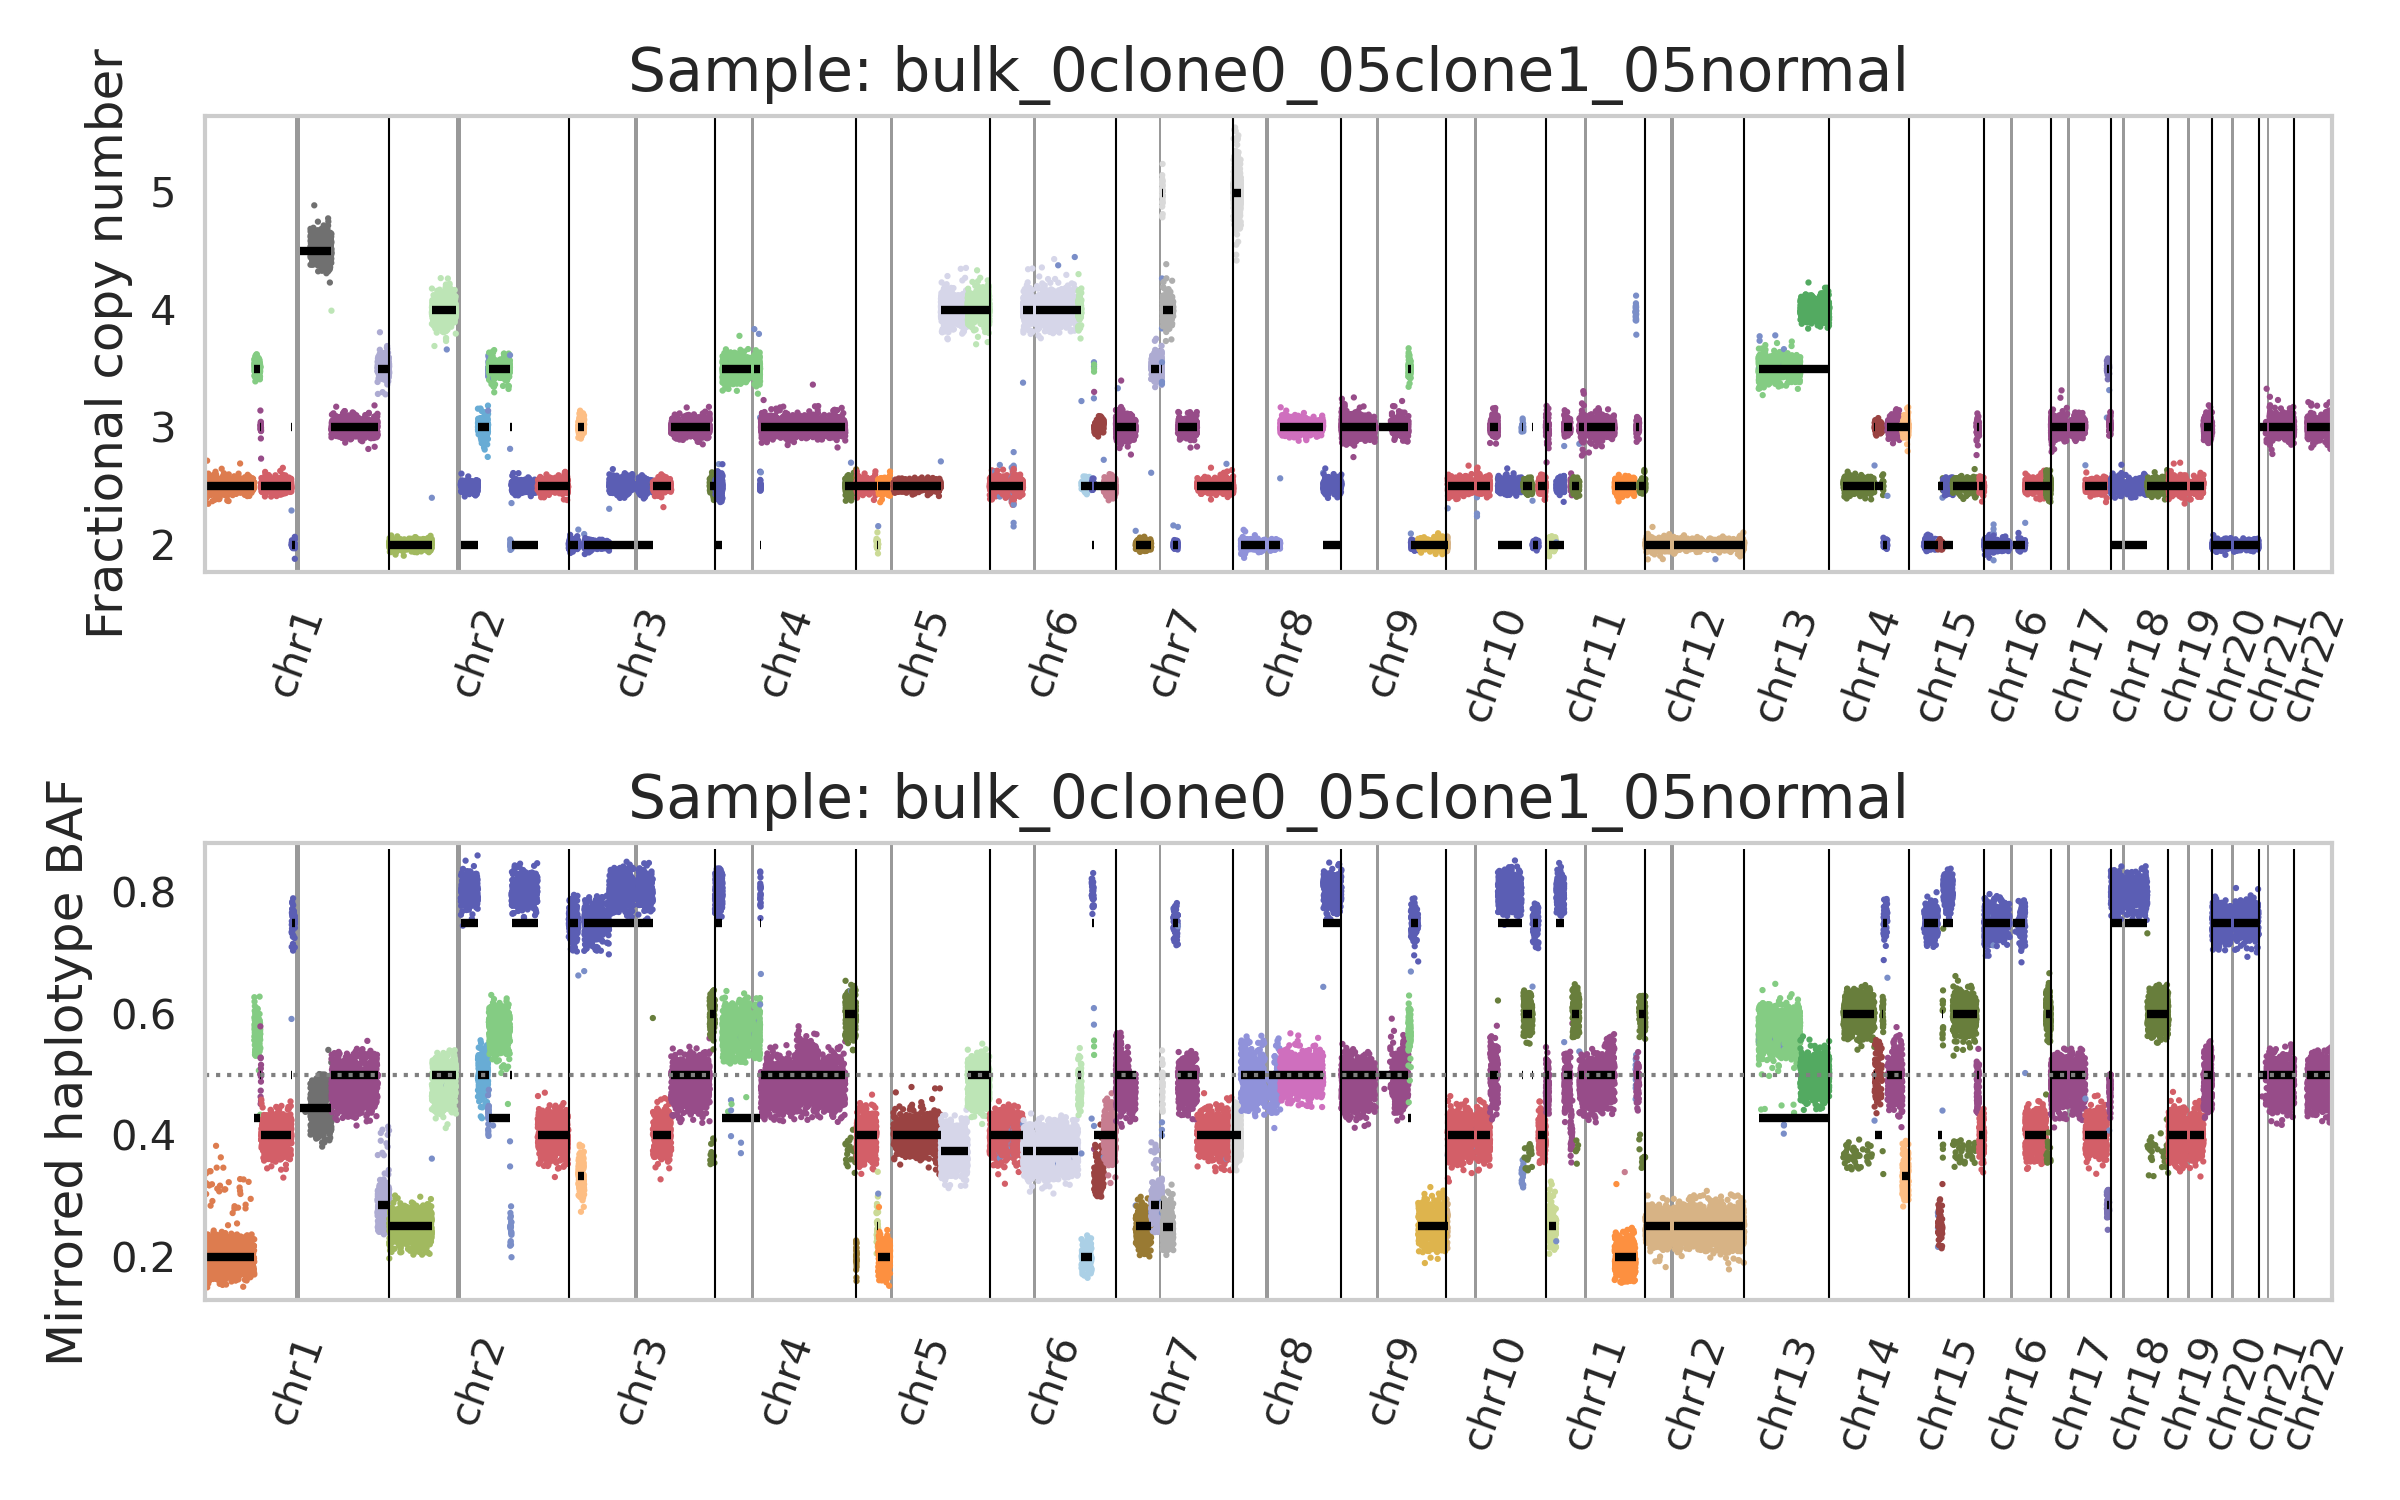 Sample: bulk_0clone0_05clone1_05normal
Fractional copy number
5
4
3
2
chr1
chr2
chr3
chr4
chr5
chr6
chr7
chr8
chr9
chr10
chr11
chr12
chr13
chr14
chr15
chr16
chr17
chr18
chr19
chr20
chr21
chr22
Sample: bulk_0clone0_05clone1_05normal
Mirrored haplotype BAF
0.8
0.6
0.4
0.2
chr1
chr2
chr3
chr4
chr5
chr6
chr7
chr8
chr9
chr10
chr11
chr12
chr13
chr14
chr15
chr16
chr17
chr18
chr19
chr20
chr21
chr22